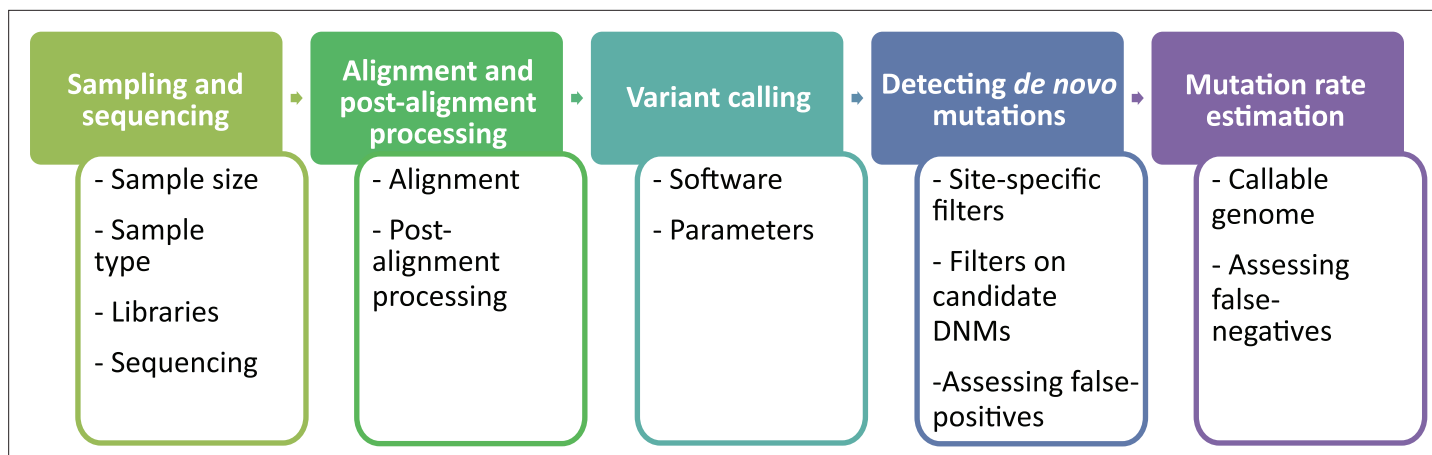 Sampling and
sequencing
- Sample size
- Sample
type
- Libraries
- Sequencing
Alignment and
post-alignment
processing
- Alignment
- Post-
alignment
processing
Variant calling
- Software
- Parameters
Detecting de novo
mutations
- Site-specific
filters
- Filters on
candidate
DNMs
-Assessing false-
positives
Mutation rate
estimation
- Callable
genome
- Assessing
false-
negatives